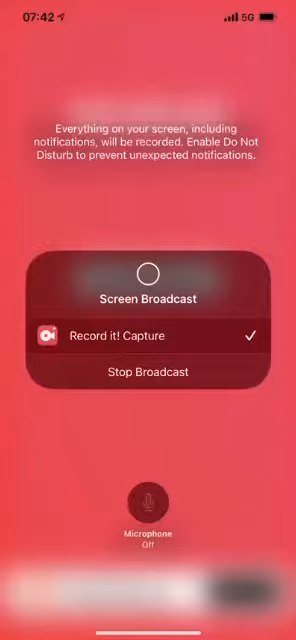 07:42 5G
Everything on your screen, including
notifications, will be recorded. Enable Do Not
Disturb to prevent unexpected notifications.
Screen Broadcast
Record it! Capture
Stop Broadcast
Microphone
Off